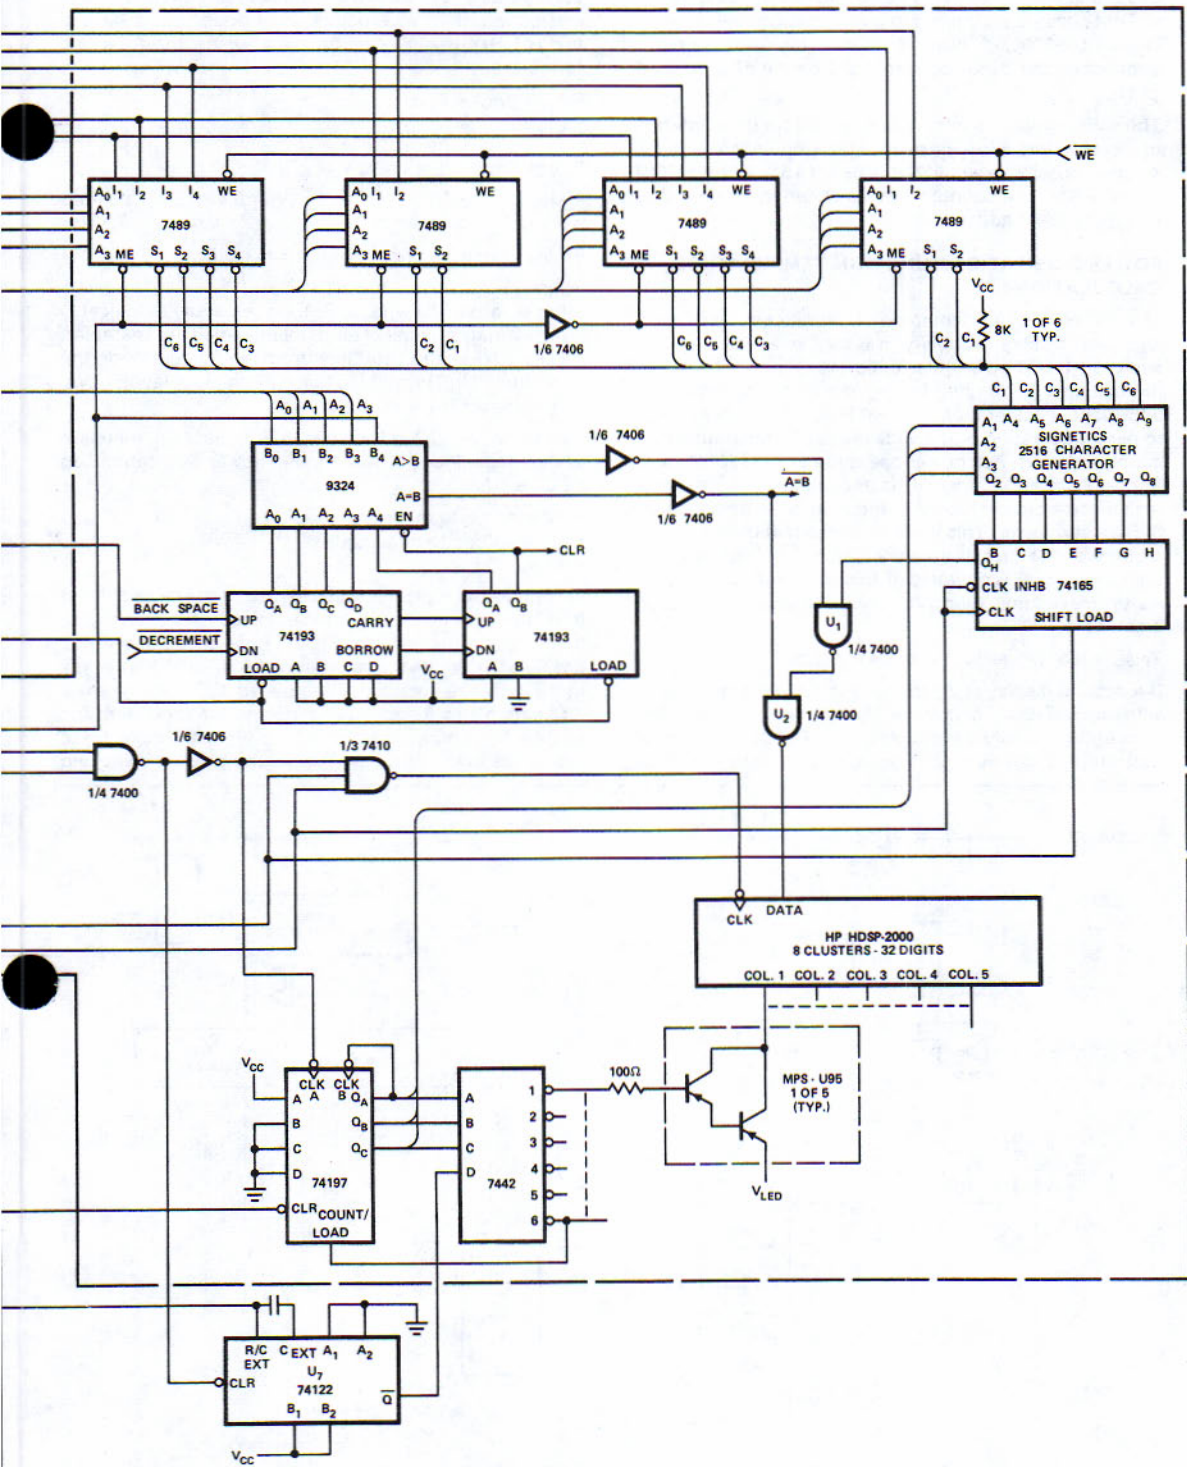 WE
A0 I1 I2 I3 I4 WE
A1
A2
A3 ME S1 S2 S3 S4
7489
A0 I1 I2 WE
A1
A2
A3 ME S1 S2
7489
A0 I1 I2 I3 I4 WE
A1
A2
A3 ME S1 S2 S3 S4
7489
A0 I1 I2 WE
A1
A2
A3 ME S1 S2
7489
VCC
8K
1 OF 6
TYP.
C6 C5 C4 C3
C2 C1
1/6 7406
C6 C5 C4 C3
C2 C1
C1 C2 C3 C4 C5 C6
A0 A1 A2 A3
B0 B1 B2 B3 B4 A>B
9324
A=B
A0 A1 A2 A3 A4 EN
1/6 7406
1/6 7406
A=B
CLR
A1 A4 A5 A6 A7 A8 A9
A2
A3
SIGNETICS
2516 CHARACTER
GENERATOR
Q2 Q3 Q4 Q5 Q6 Q7 Q8
B C D E F G H
QH
CLK INHB 74165
CLK
SHIFT LOAD
BACK SPACE
DECREMENT
QA QB QC QD
UP
CARRY
74193
DN
BORROW
LOAD A B C D
VCC
QA QB
UP
74193
DN
LOAD
A B
U1
1/4 7400
U2
1/4 7400
1/4 7400
1/6 7406
1/3 7410
CLK
DATA
HP HDSP-2000
8 CLUSTERS - 32 DIGITS
COL. 1 COL. 2 COL. 3 COL. 4 COL. 5
VCC
CLK A
CLK B
A
B
C
D
QA
QB
QC
74197
CLR COUNT/
LOAD
A
B
C
D
7442
1
2
3
4
5
6
100Ω
MPS - U95
1 OF 5
(TYP.)
VLED
R/C
EXT
C EXT A1 A2
U7
74122
CLR
Q
B1 B2
VCC